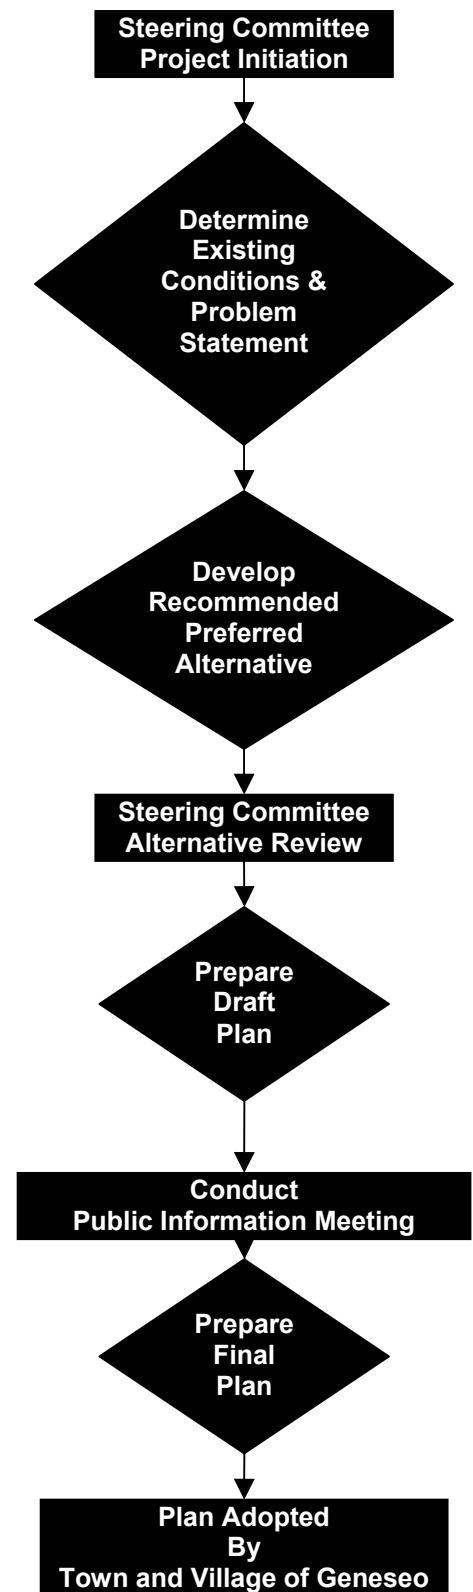 Steering Committee
Project Initiation
Determine
Existing
Conditions &
Problem
Statement
Develop
Recommended
Preferred
Alternative
Steering Committee
Alternative Review
Prepare
Draft
Plan
Conduct
Public Information Meeting
Prepare
Final
Plan
Plan Adopted
By
Town and Village of Geneseo